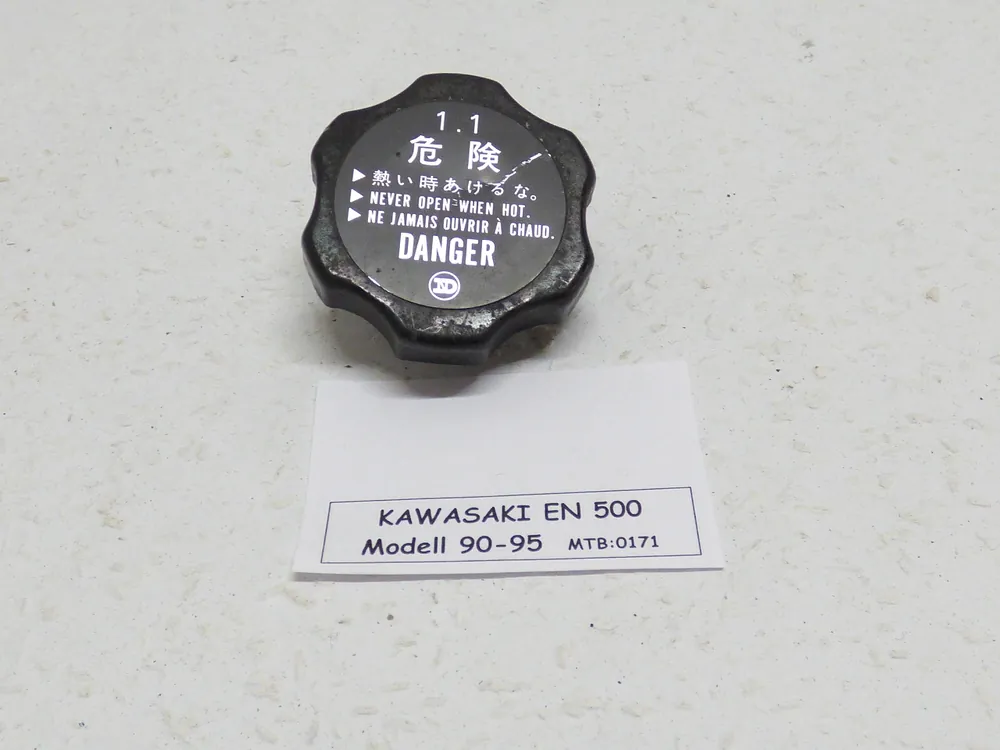 1.1
危険
▶熱い時あけるな。
▶NEVER OPEN WHEN HOT.
▶NE JAMAIS OUVRIR À CHAUD.
DANGER
ND
KAWASAKI EN 500
Modell 90-95 MTB:0171